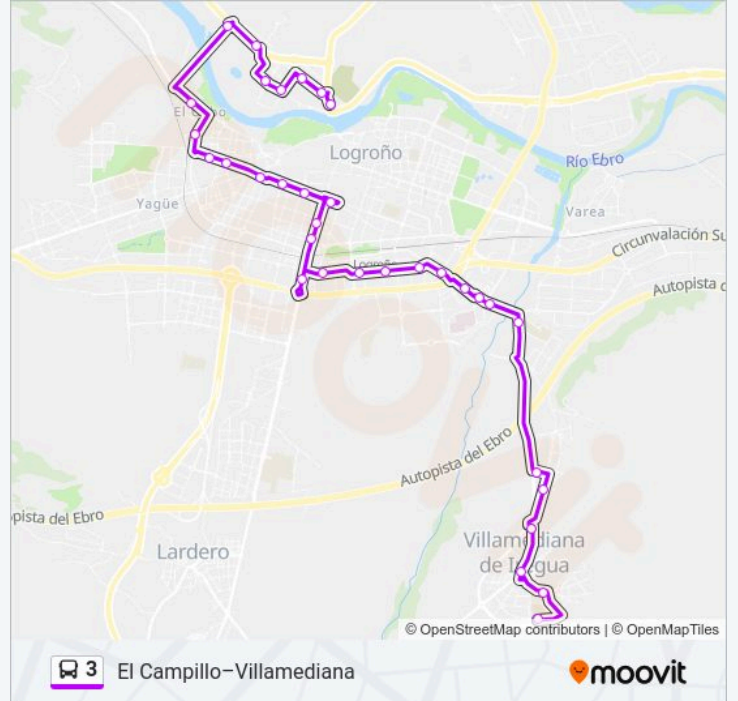 El Cubo
Logroño
Río Ebro
Yagüe
Varea
Circunvalación Su
Logroño
Autopista d
Autopista del Ebro
pista del Ebro
Lardero
Villamediana
de Iregua
© OpenStreetMap contributors | © OpenMapTiles
3 El Campillo–Villamediana
moovit